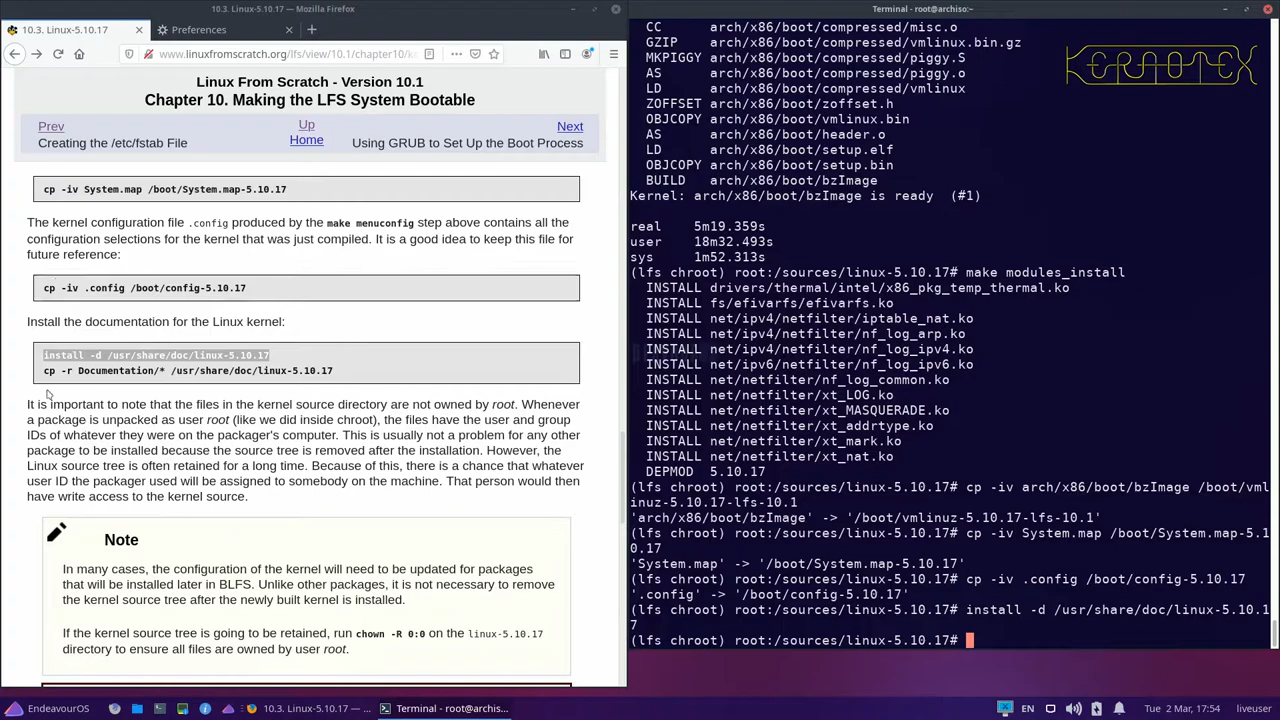 10.3. Linux-5.10.17 — Mozilla Firefox
10.3. Linux-5.10.17
Preferences
www.linuxfromscratch.org/lfs/view/10.1/chapter10/k
Linux From Scratch - Version 10.1
Chapter 10. Making the LFS System Bootable
Prev
Up
Next
Creating the /etc/fstab File
Home
Using GRUB to Set Up the Boot Process
cp -iv System.map /boot/System.map-5.10.17
The kernel configuration file .config produced by the make menuconfig step above contains all the
configuration selections for the kernel that was just compiled. It is a good idea to keep this file for
future reference:
cp -iv .config /boot/config-5.10.17
Install the documentation for the Linux kernel:
install -d /usr/share/doc/linux-5.10.17
cp -r Documentation/* /usr/share/doc/linux-5.10.17
It is important to note that the files in the kernel source directory are not owned by root. Whenever
a package is unpacked as user root (like we did inside chroot), the files have the user and group
IDs of whatever they were on the packager's computer. This is usually not a problem for any other
package to be installed because the source tree is removed after the installation. However, the
Linux source tree is often retained for a long time. Because of this, there is a chance that whatever
user ID the packager used will be assigned to somebody on the machine. That person would then
have write access to the kernel source.
Note
In many cases, the configuration of the kernel will need to be updated for packages
that will be installed later in BLFS. Unlike other packages, it is not necessary to remove
the kernel source tree after the newly built kernel is installed.
If the kernel source tree is going to be retained, run chown -R 0:0 on the linux-5.10.17
directory to ensure all files are owned by user root.
Terminal - root@archiso:~
CC      arch/x86/boot/compressed/misc.o
GZIP    arch/x86/boot/compressed/vmlinux.bin.gz
MKPIGGY arch/x86/boot/compressed/piggy.S
AS      arch/x86/boot/compressed/piggy.o
LD      arch/x86/boot/compressed/vmlinux
ZOFFSET arch/x86/boot/zoffset.h
OBJCOPY arch/x86/boot/vmlinux.bin
AS      arch/x86/boot/header.o
LD      arch/x86/boot/setup.elf
OBJCOPY arch/x86/boot/setup.bin
BUILD   arch/x86/boot/bzImage
Kernel: arch/x86/boot/bzImage is ready  (#1)
real    5m19.359s
user    18m32.493s
sys     1m52.313s
(lfs chroot) root:/sources/linux-5.10.17# make modules_install
INSTALL drivers/thermal/intel/x86_pkg_temp_thermal.ko
INSTALL fs/efivarfs/efivarfs.ko
INSTALL net/ipv4/netfilter/iptable_nat.ko
INSTALL net/ipv4/netfilter/nf_log_arp.ko
INSTALL net/ipv4/netfilter/nf_log_ipv4.ko
INSTALL net/ipv6/netfilter/nf_log_ipv6.ko
INSTALL net/netfilter/nf_log_common.ko
INSTALL net/netfilter/xt_LOG.ko
INSTALL net/netfilter/xt_MASQUERADE.ko
INSTALL net/netfilter/xt_addrtype.ko
INSTALL net/netfilter/xt_mark.ko
INSTALL net/netfilter/xt_nat.ko
DEPMOD  5.10.17
(lfs chroot) root:/sources/linux-5.10.17# cp -iv arch/x86/boot/bzImage /boot/vml
inuz-5.10.17-lfs-10.1
'arch/x86/boot/bzImage' -> '/boot/vmlinuz-5.10.17-lfs-10.1'
(lfs chroot) root:/sources/linux-5.10.17# cp -iv System.map /boot/System.map-5.1
0.17
'System.map' -> '/boot/System.map-5.10.17'
(lfs chroot) root:/sources/linux-5.10.17# cp -iv .config /boot/config-5.10.17
'.config' -> '/boot/config-5.10.17'
(lfs chroot) root:/sources/linux-5.10.17# install -d /usr/share/doc/linux-5.10.1
7
(lfs chroot) root:/sources/linux-5.10.17#
KERNOTEX
EndeavourOS
10.3. Linux-5.10.17 — ...
Terminal - root@archis...
EN
Tue 2 Mar, 17:54
liveuser